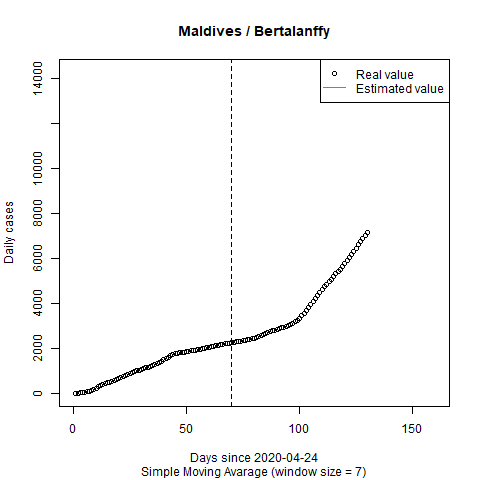 Maldives / Bertalanffy
Real value
Estimated value
Daily cases
0
2000
4000
6000
8000
10000
14000
0
50
100
150
Days since 2020-04-24
Simple Moving Avarage (window size = 7)